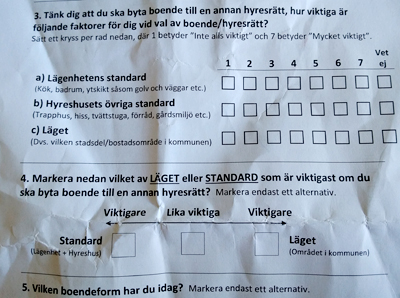 3. Tänk dig att du ska byta boende till en annan hyresrätt, hur viktiga är
följande faktorer för dig vid val av boende/hyresrätt?
Sätt ett kryss per rad nedan, där 1 betyder "Inte alls viktigt" och 7 betyder "Mycket viktigt".
Vet
1 2 3 4 5 6 7 ej
a) Lägenhetens standard
(Kök, badrum, ytskikt såsom golv och väggar etc.)
b) Hyreshusets övriga standard
(Trapphus, hiss, tvättstuga, förråd, gårdsmiljö etc.)
c) Läget
(Dvs. vilken stadsdel/bostadsområde i kommunen)
4. Markera nedan vilket av LÄGET eller STANDARD som är viktigast om du
ska byta boende till en annan hyresrätt? Markera endast ett alternativ.
Viktigare Lika viktiga Viktigare
Standard Läget
(Lägenhet + Hyreshus) (Området i kommunen)
5. Vilken boendeform har du idag? Markera endast ett alternativ.